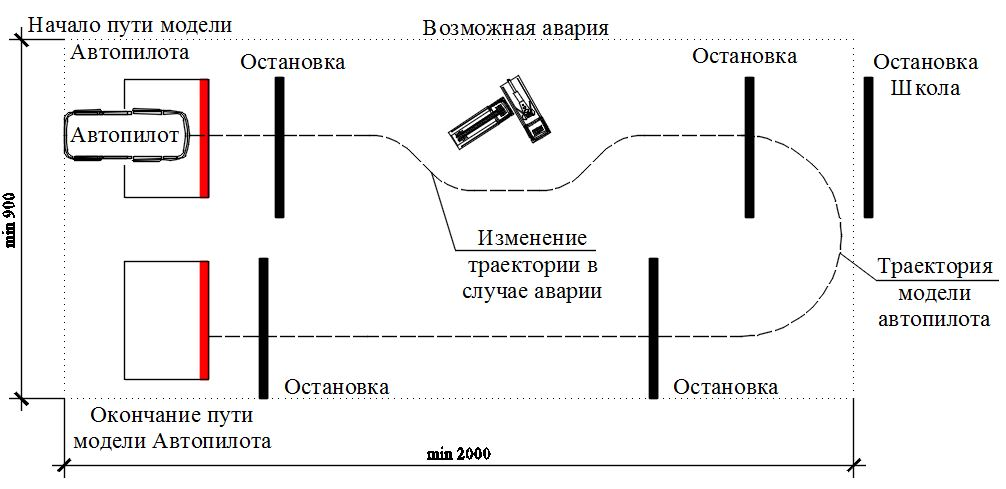 Начало пути модели
Автопилота
Возможная авария
Остановка
Остановка
Остановка
Школа
Автопилот
min 900
Изменение
траектории в
случае аварии
Траектория
модели
автопилота
Остановка
Остановка
Окончание пути
модели Автопилота
min 2000